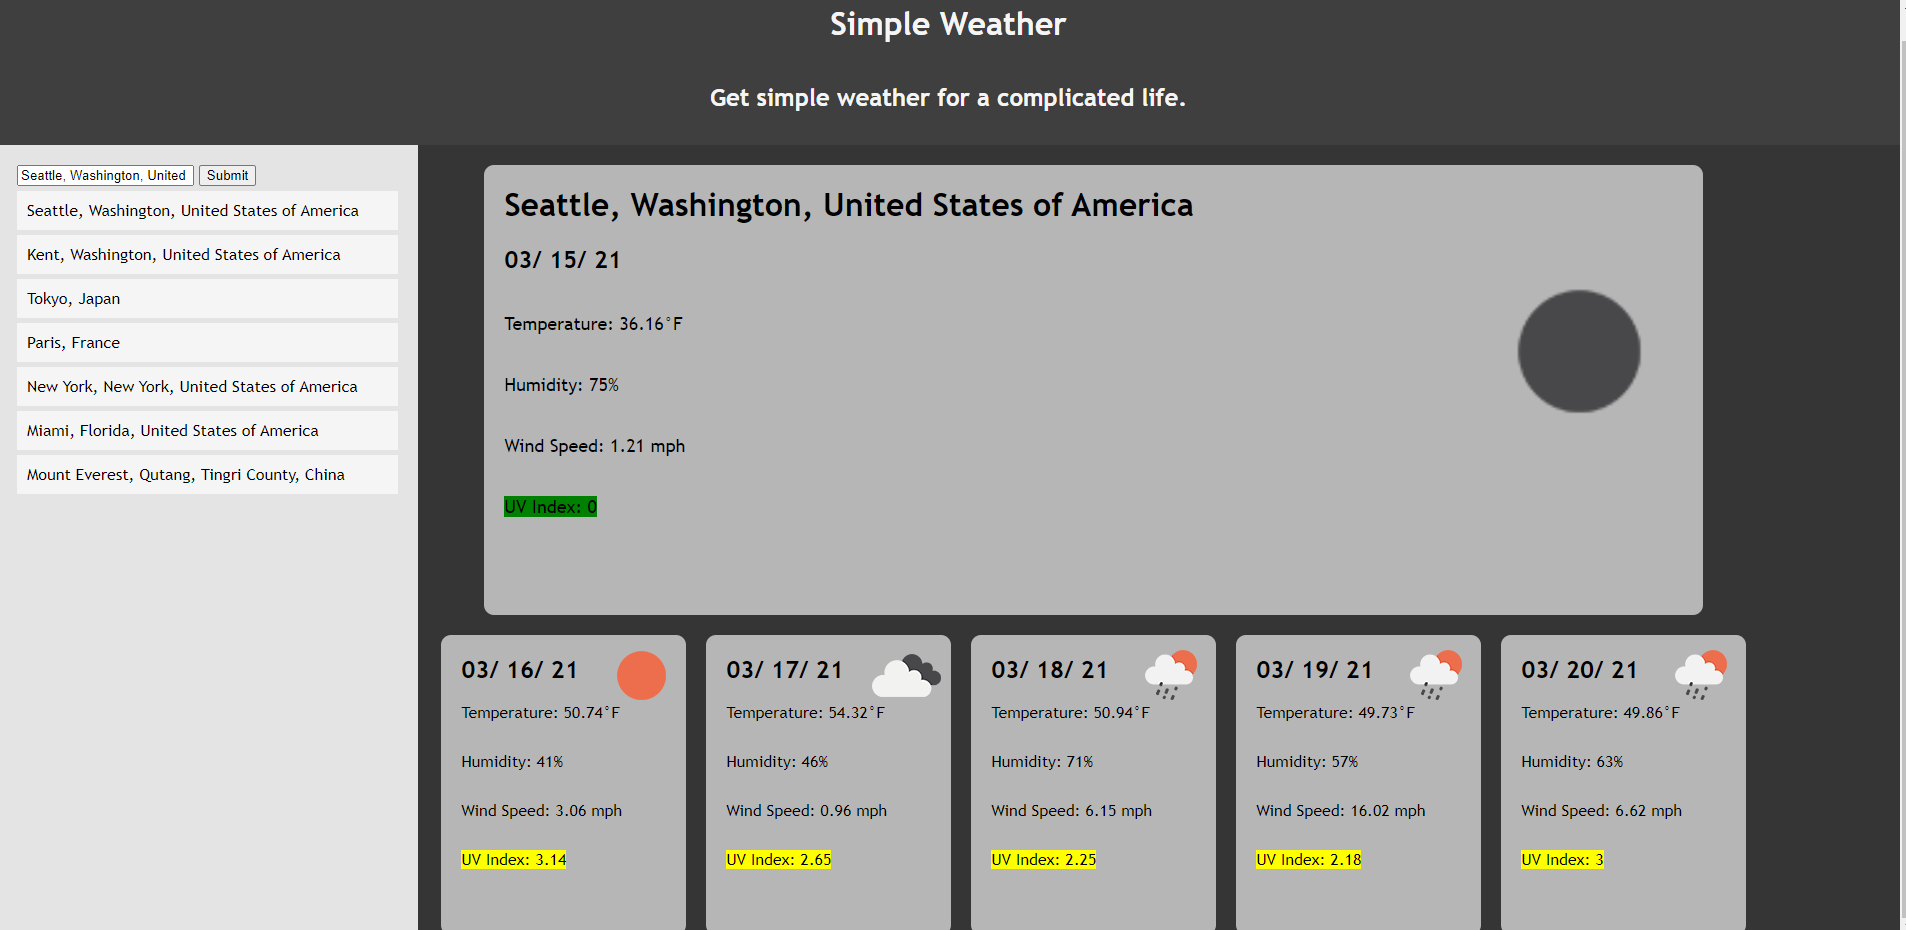 Simple Weather
Get simple weather for a complicated life.
Seattle, Washington, United
Submit
Seattle, Washington, United States of America
Kent, Washington, United States of America
Tokyo, Japan
Paris, France
New York, New York, United States of America
Miami, Florida, United States of America
Mount Everest, Qutang, Tingri County, China
Seattle, Washington, United States of America
03/ 15/ 21
Temperature: 36.16°F
Humidity: 75%
Wind Speed: 1.21 mph
UV Index: 0
03/ 16/ 21
Temperature: 50.74°F
Humidity: 41%
Wind Speed: 3.06 mph
UV Index: 3.14
03/ 17/ 21
Temperature: 54.32°F
Humidity: 46%
Wind Speed: 0.96 mph
UV Index: 2.65
03/ 18/ 21
Temperature: 50.94°F
Humidity: 71%
Wind Speed: 6.15 mph
UV Index: 2.25
03/ 19/ 21
Temperature: 49.73°F
Humidity: 57%
Wind Speed: 16.02 mph
UV Index: 2.18
03/ 20/ 21
Temperature: 49.86°F
Humidity: 63%
Wind Speed: 6.62 mph
UV Index: 3